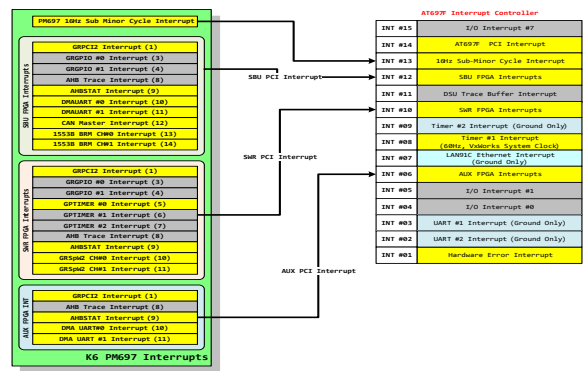 AT697F Interrupt Controller
PM697 16Hz Sub Minor Cycle Interrupt
SBU FPGA Interrupts
GRPCI2 Interrupt (1)
GRGPIO #0 Interrupt (3)
GRGPIO #1 Interrupt (4)
AHB Trace Interrupt (8)
AHBSTAT Interrupt (9)
DMAUART #0 Interrupt (10)
DMAUART #1 Interrupt (11)
CAN Master Interrupt (12)
1553B BRM CH#0 Interrupt (13)
1553B BRM CH#1 Interrupt (14)
SWR FPGA Interrupts
GRPCI2 Interrupt (1)
GRGPIO #0 Interrupt (3)
GRGPIO #1 Interrupt (4)
GPTIMER #0 Interrupt (5)
GPTIMER #1 Interrupt (6)
GPTIMER #2 Interrupt (7)
AHB Trace Interrupt (8)
AHBSTAT Interrupt (9)
GRSpW2 CH#0 Interrupt (10)
GRSpW2 CH#1 Interrupt (11)
AUX FPGA INT
GRPCI2 Interrupt (1)
AHB Trace Interrupt (8)
AHBSTAT Interrupt (9)
DMA UART#0 Interrupt (10)
DMA UART #1 Interrupt (11)
K6 PM697 Interrupts
SBU PCI Interrupt
SWR PCI Interrupt
AUX PCI Interrupt
INT #15 I/O Interrupt #7
INT #14 AT697F PCI Interrupt
INT #13 16Hz Sub-Minor Cycle Interrupt
INT #12 SBU FPGA Interrupts
INT #11 DSU Trace Buffer Interrupt
INT #10 SWR FPGA Interrupts
INT #09 Timer #2 Interrupt (Ground Only)
INT #08 Timer #1 Interrupt
(60Hz, VxWorks System Clock)
INT #07 LAN91C Ethernet Interrupt
(Ground Only)
INT #06 AUX FPGA Interrupts
INT #05 I/O Interrupt #1
INT #04 I/O Interrupt #0
INT #03 UART #1 Interrupt (Ground Only)
INT #02 UART #2 Interrupt (Ground Only)
INT #01 Hardware Error Interrupt